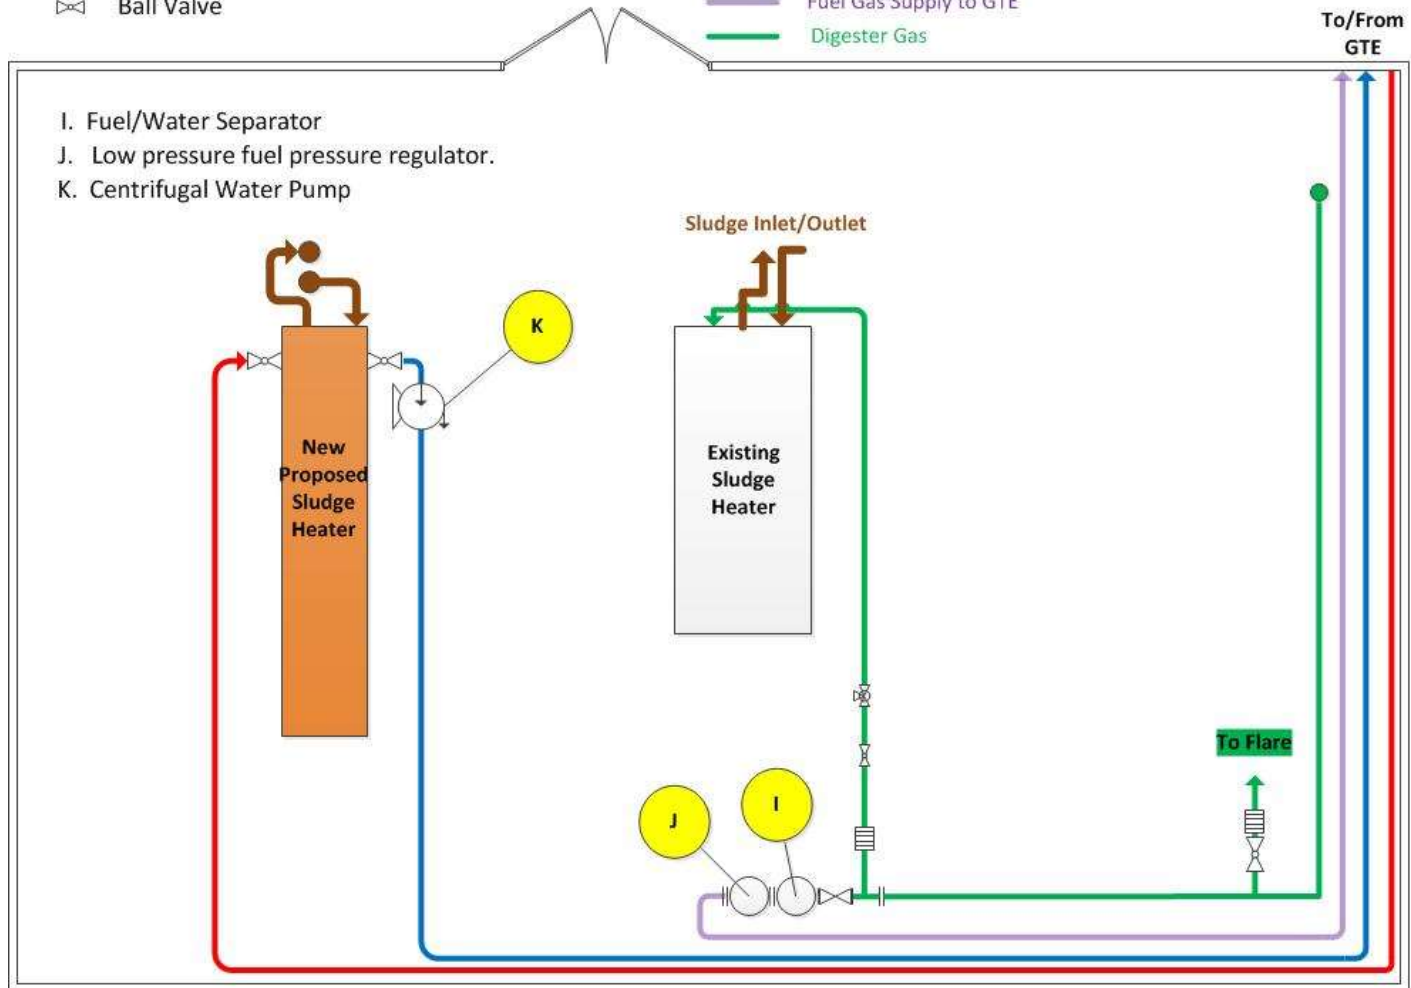 Ball Valve
Fuel Gas Supply to GTE
Digester Gas
To/From
GTE
I. Fuel/Water Separator
J. Low pressure fuel pressure regulator.
K. Centrifugal Water Pump
Sludge Inlet/Outlet
K
New
Proposed
Sludge
Heater
Existing
Sludge
Heater
To Flare
J
I